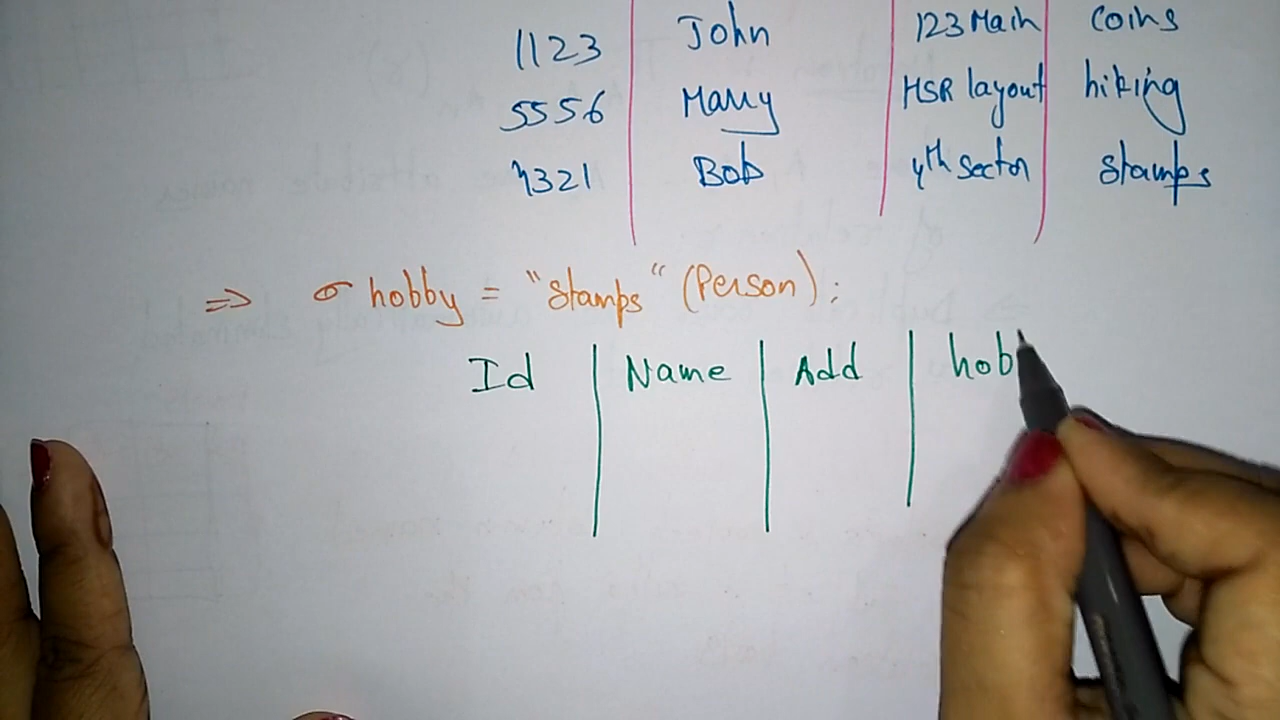 1123 John 123 Main Coins
5556 Mary HSR layout hiking
4321 Bob 4th Sector Stamps
=> σ hobby = "Stamps" (Person);
Id Name Add hob